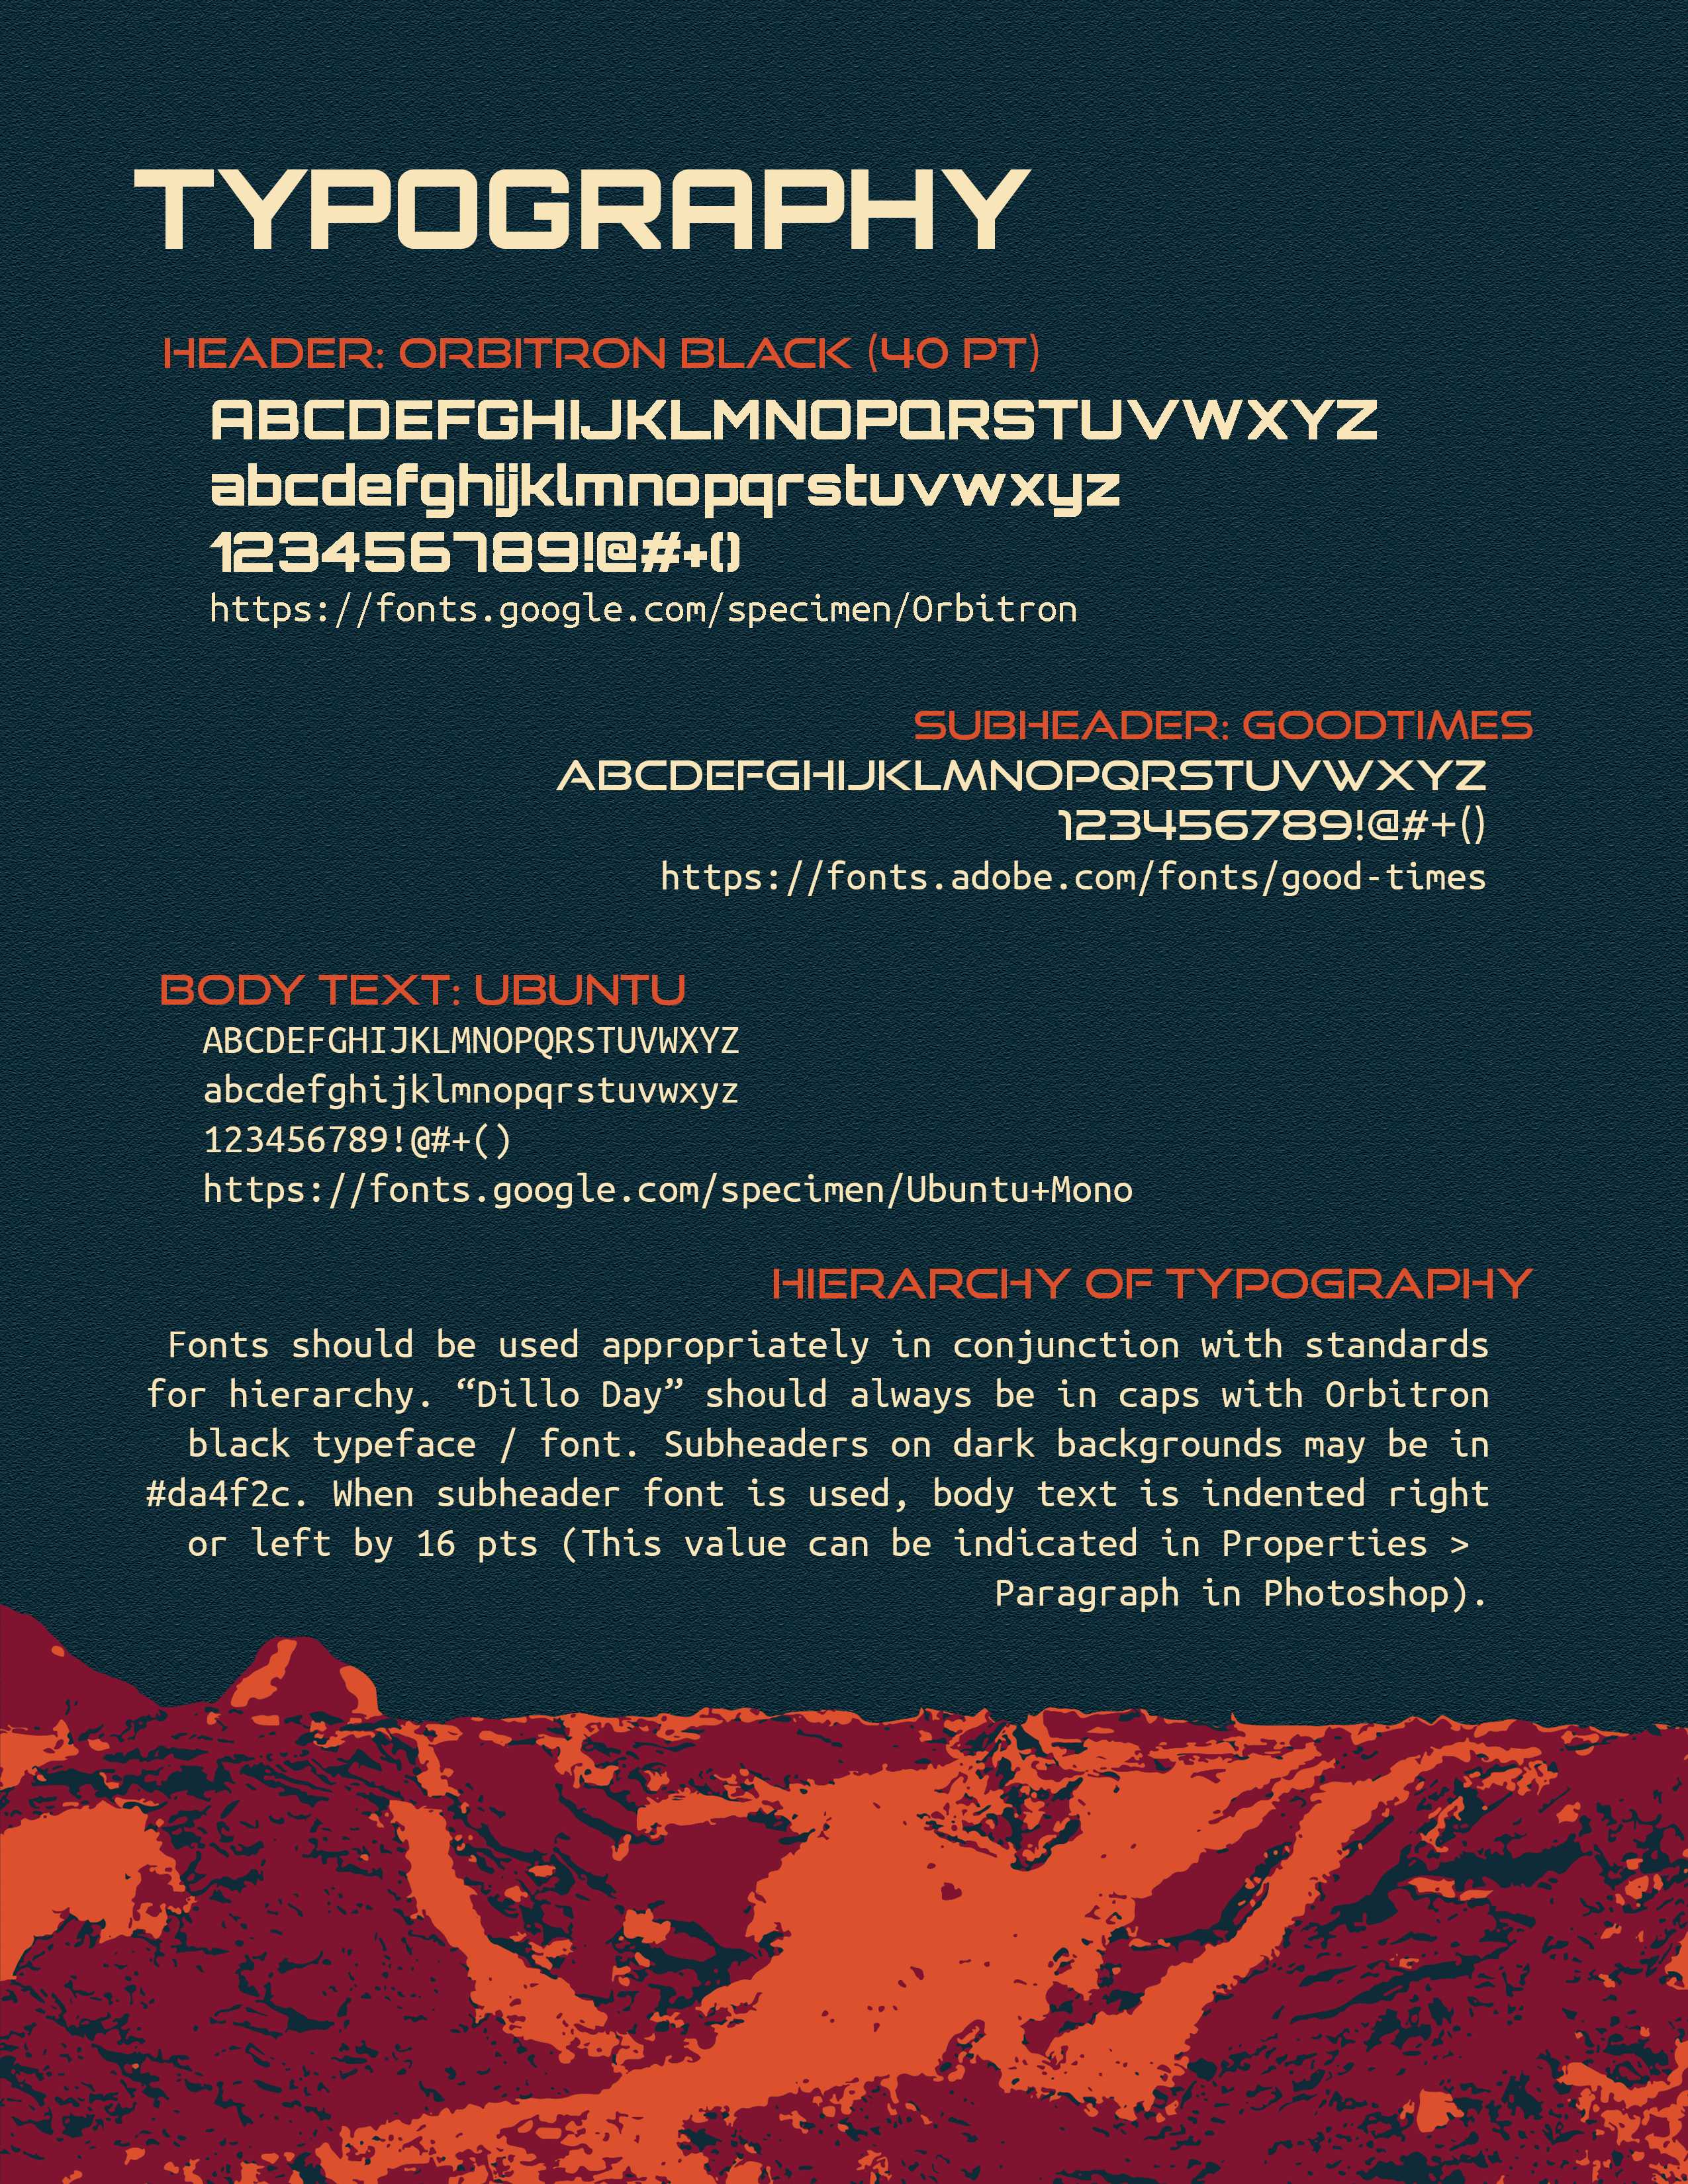 TYPOGRAPHY
HEADER: ORBITRON BLACK (40 PT)
ABCDEFGHIJKLMNOPQRSTUVWXYZ
abcdefghijklmnopqrstuvwxyz
123456789!@#+()
https://fonts.google.com/specimen/Orbitron
SUBHEADER: GOODTIMES
ABCDEFGHIJKLMNOPQRSTUVWXYZ
123456789!@#+()
https://fonts.adobe.com/fonts/good-times
BODY TEXT: UBUNTU
ABCDEFGHIJKLMNOPQRSTUVWXYZ
abcdefghijklmnopqrstuvwxyz
123456789!@#+()
https://fonts.google.com/specimen/Ubuntu+Mono
HIERARCHY OF TYPOGRAPHY
Fonts should be used appropriately in conjunction with standards
for hierarchy. “Dillo Day” should always be in caps with Orbitron
black typeface / font. Subheaders on dark backgrounds may be in
#da4f2c. When subheader font is used, body text is indented right
or left by 16 pts (This value can be indicated in Properties >
Paragraph in Photoshop).